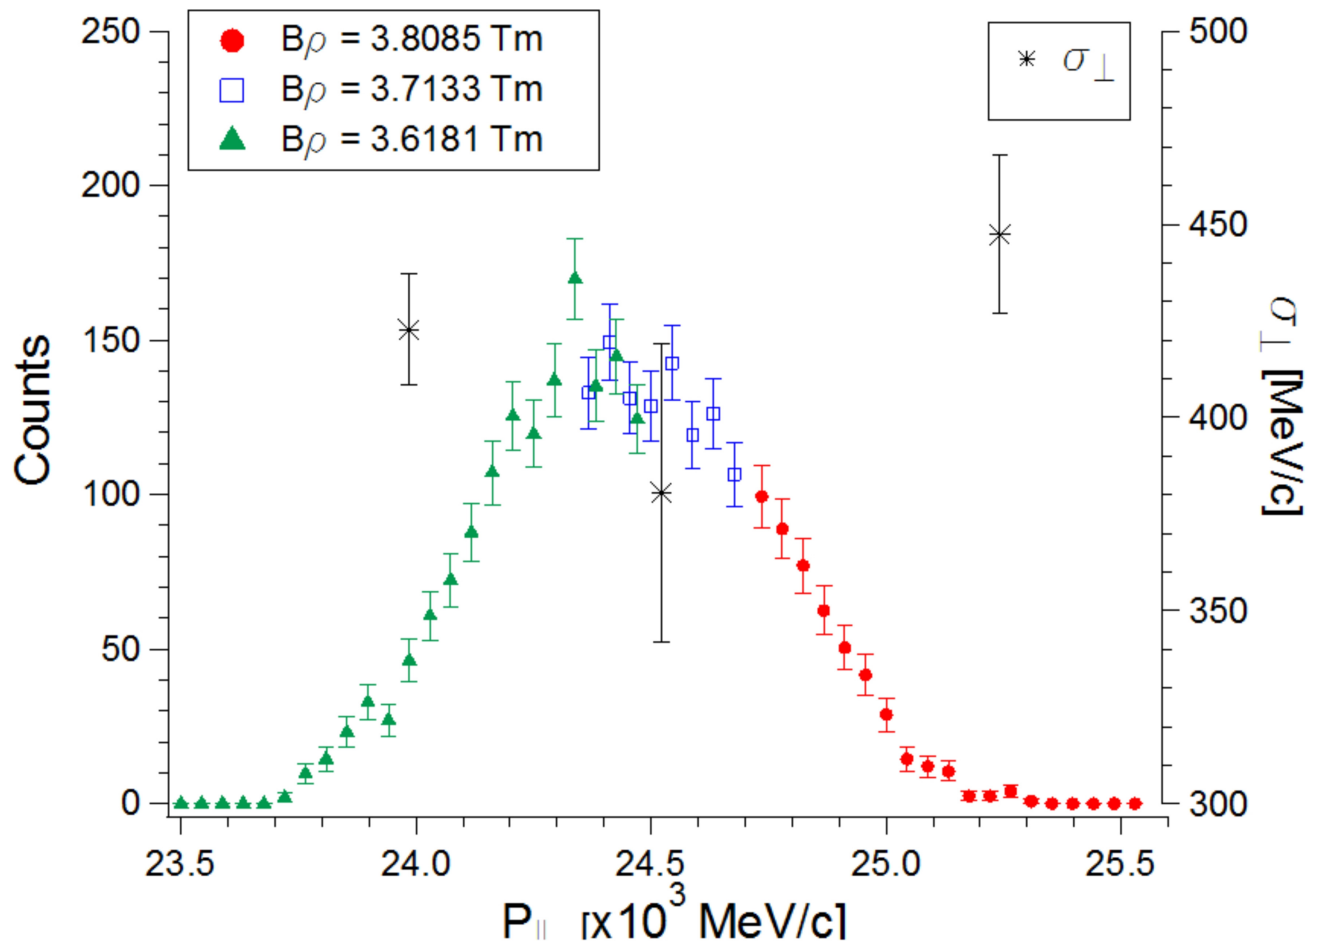 Bρ = 3.8085 Tm
Bρ = 3.7133 Tm
Bρ = 3.6181 Tm
σ⊥
250
200
150
100
50
0
Counts
500
450
400
350
300
σ⊥ [MeV/c]
23.5 24.0 24.5 25.0 25.5
P|| [x10³ MeV/c]